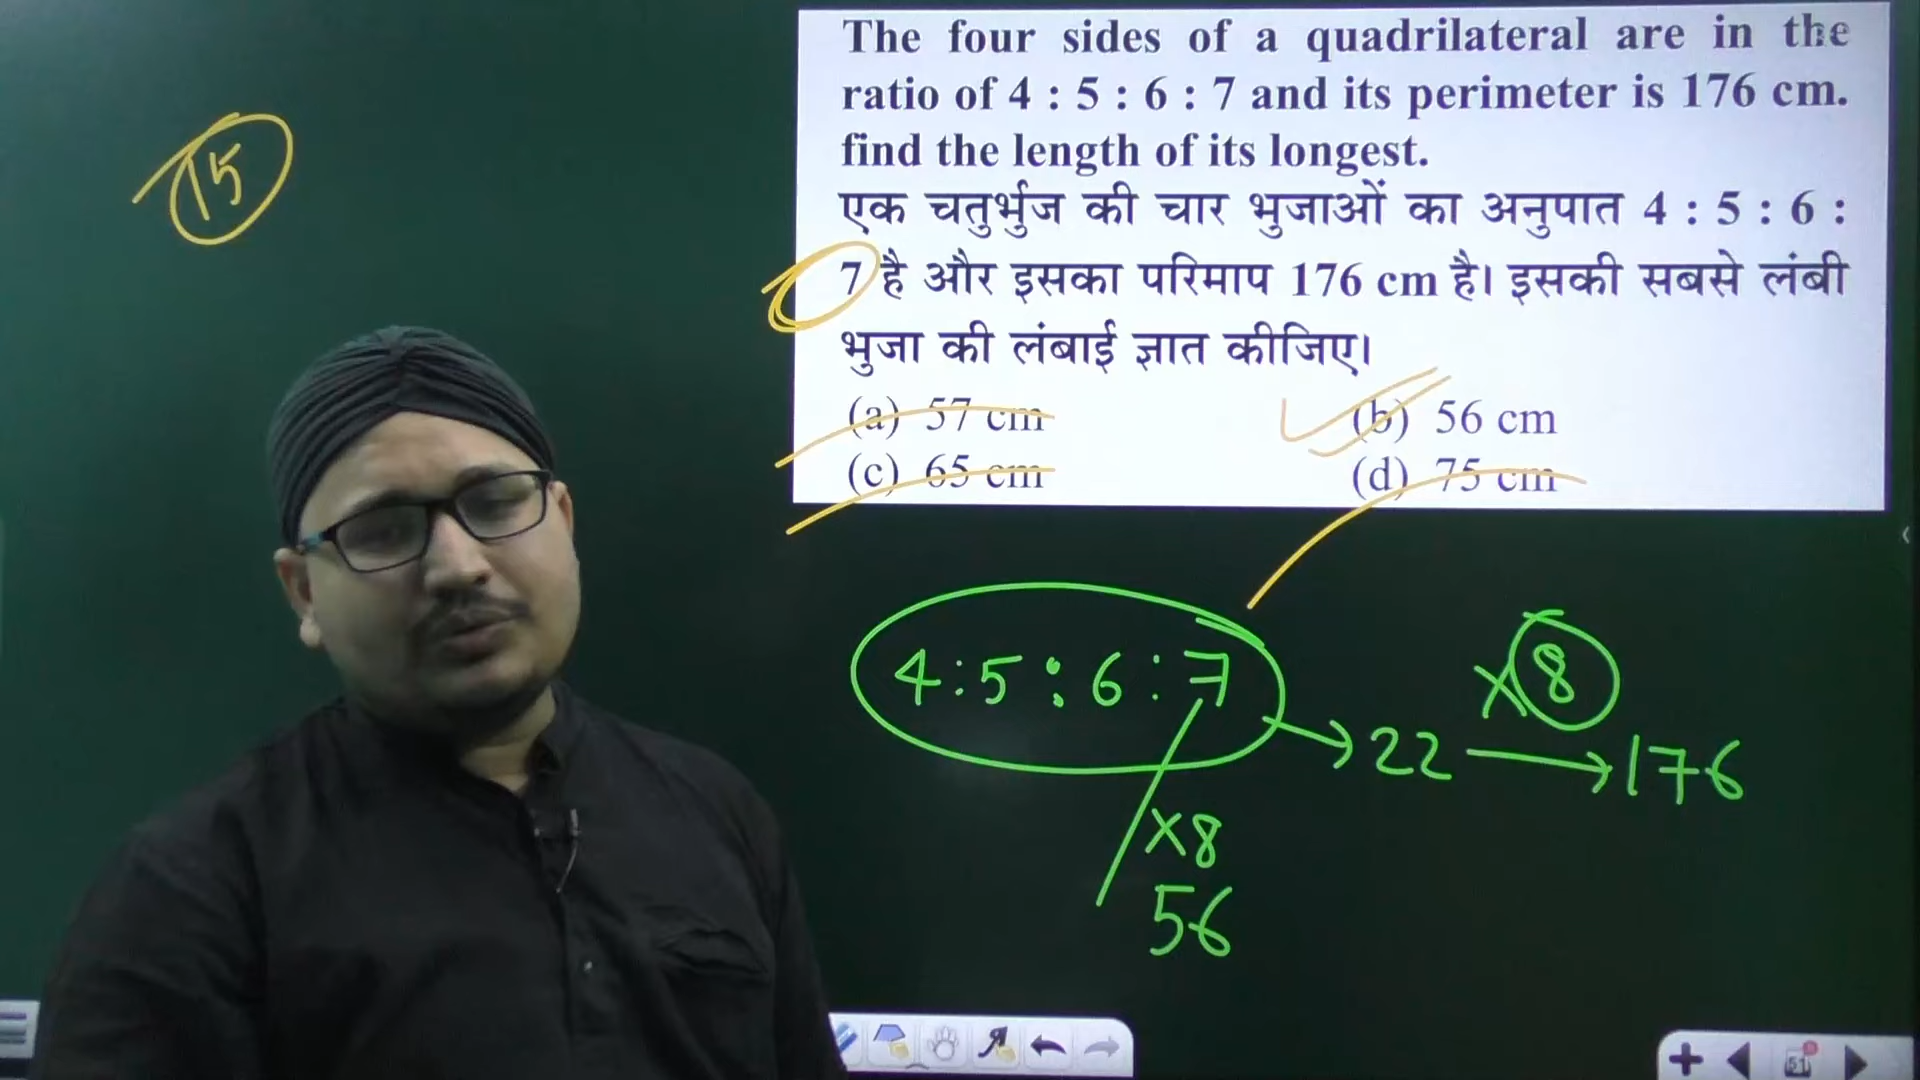 15
The four sides of a quadrilateral are in the
ratio of 4 : 5 : 6 : 7 and its perimeter is 176 cm.
find the length of its longest.
एक चतुर्भुज की चार भुजाओं का अनुपात 4 : 5 : 6 :
7 है और इसका परिमाप 176 cm है। इसकी सबसे लंबी
भुजा की लंबाई ज्ञात कीजिए।
(a) 57 cm (b) 56 cm
(c) 65 cm (d) 75 cm
4 : 5 : 6 : 7
×8
22 → 176
×8
56
51